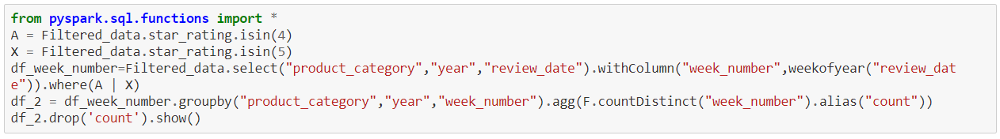 from pyspark.sql.functions import *
A = Filtered_data.star_rating.isin(4)
X = Filtered_data.star_rating.isin(5)
df_week_number=Filtered_data.select("product_category","year","review_date").withColumn("week_number",weekofyear("review_dat
e")).where(A | X)
df_2 = df_week_number.groupby("product_category","year","week_number").agg(F.countDistinct("week_number").alias("count"))
df_2.drop('count').show()